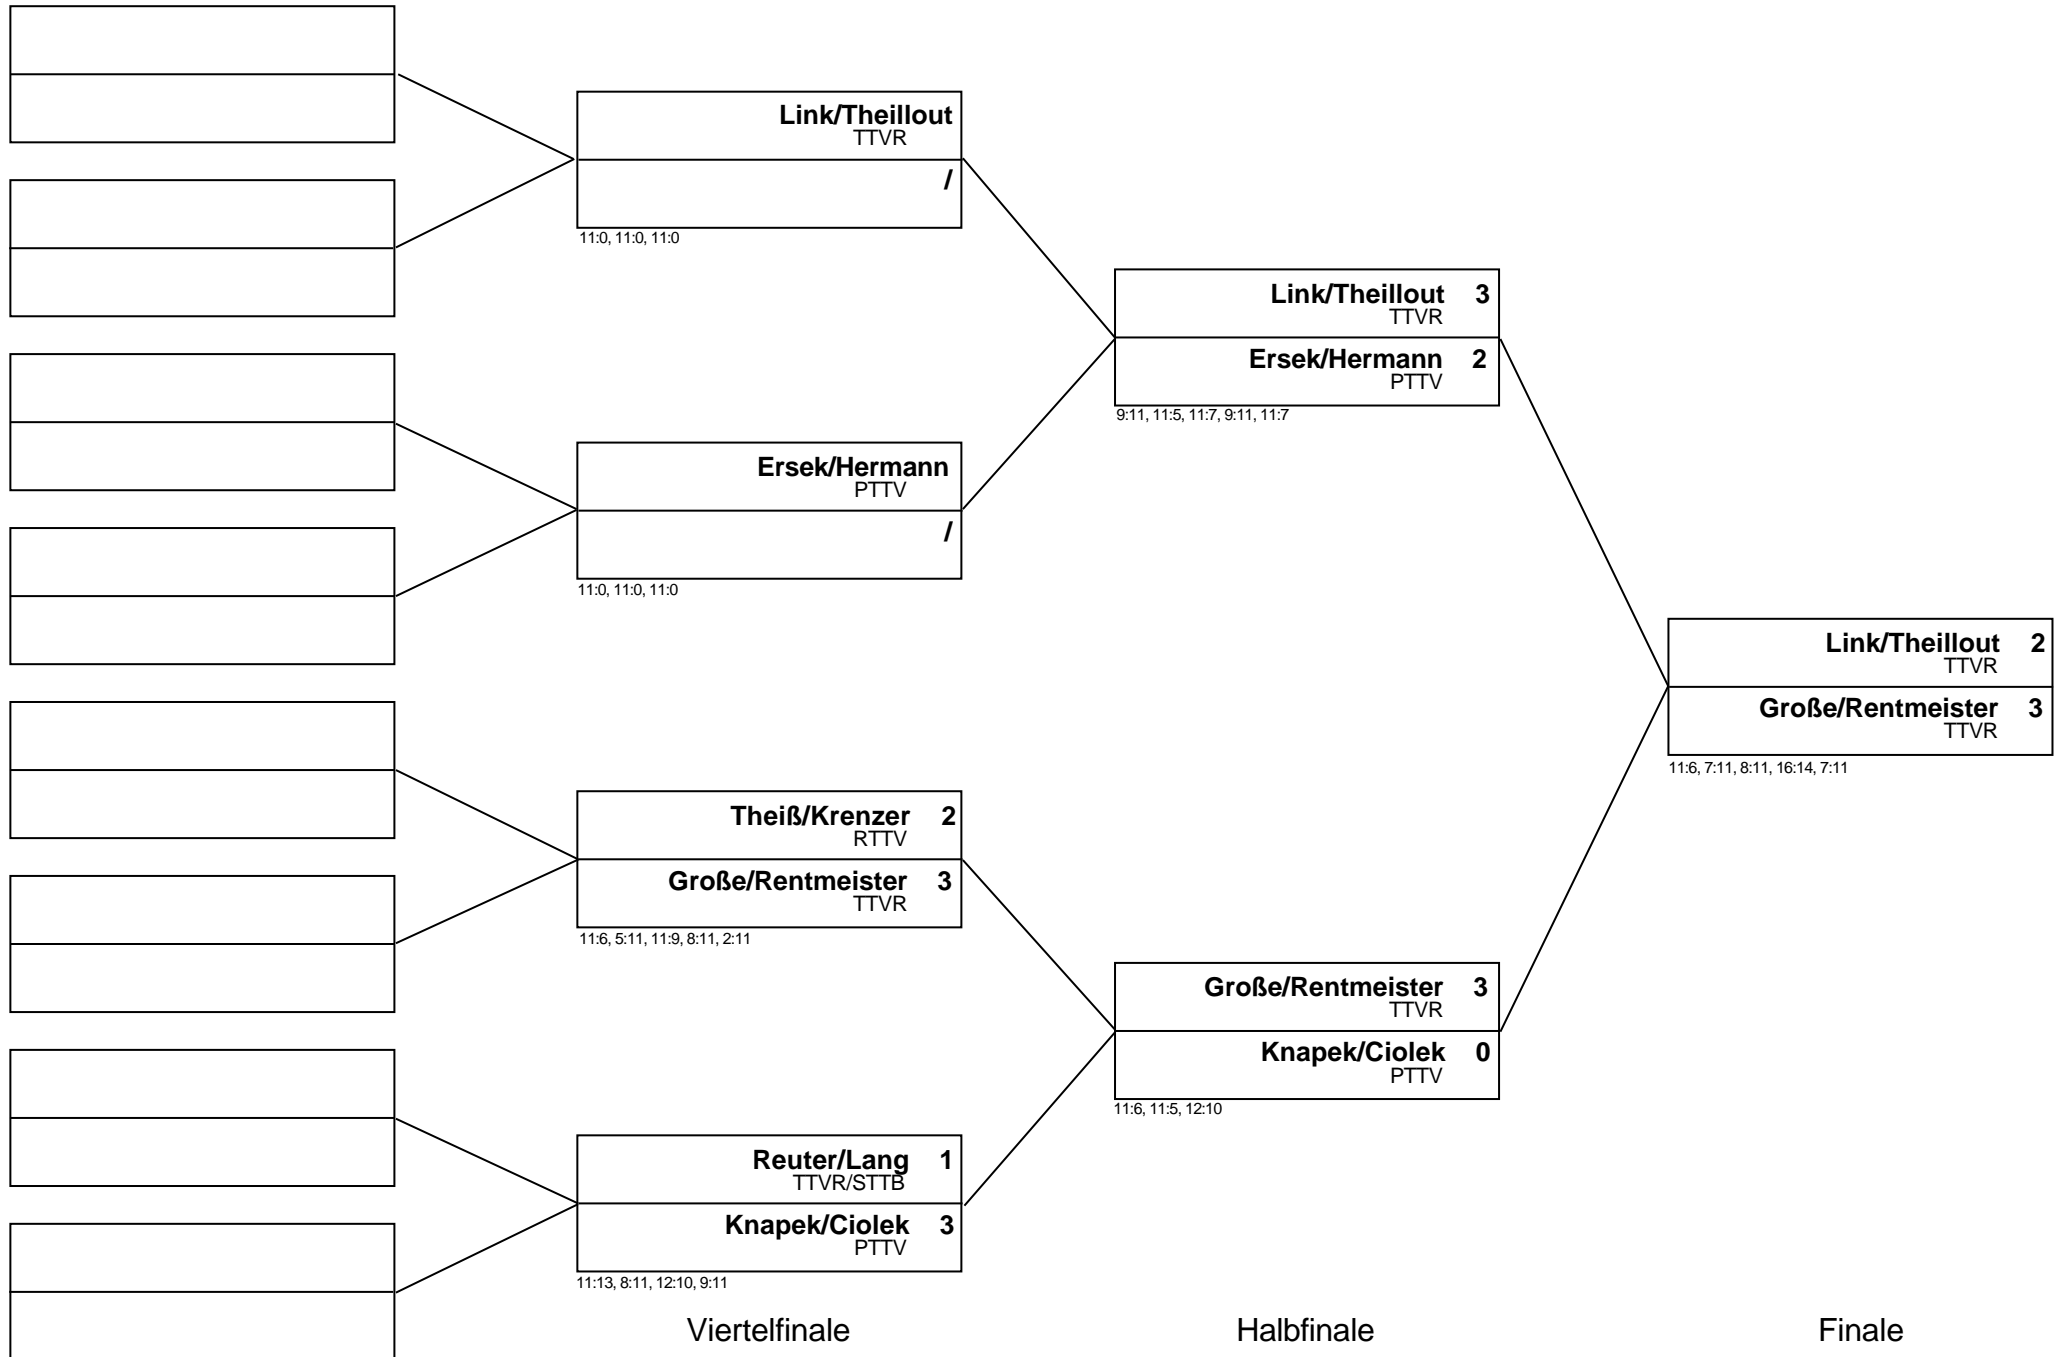 Link/Theillout
TTVR
/
11:0, 11:0, 11:0
Ersek/Hermann
PTTV
/
11:0, 11:0, 11:0
Theiß/Krenzer 2
RTTV
Große/Rentmeister 3
TTVR
11:6, 5:11, 11:9, 8:11, 2:11
Reuter/Lang 1
TTVR/STTB
Knapek/Ciolek 3
PTTV
11:13, 8:11, 12:10, 9:11
Viertelfinale
Link/Theillout 3
TTVR
Ersek/Hermann 2
PTTV
9:11, 11:5, 11:7, 9:11, 11:7
Große/Rentmeister 3
TTVR
Knapek/Ciolek 0
PTTV
11:6, 11:5, 12:10
Halbfinale
Link/Theillout 2
TTVR
Große/Rentmeister 3
TTVR
11:6, 7:11, 8:11, 16:14, 7:11
Finale